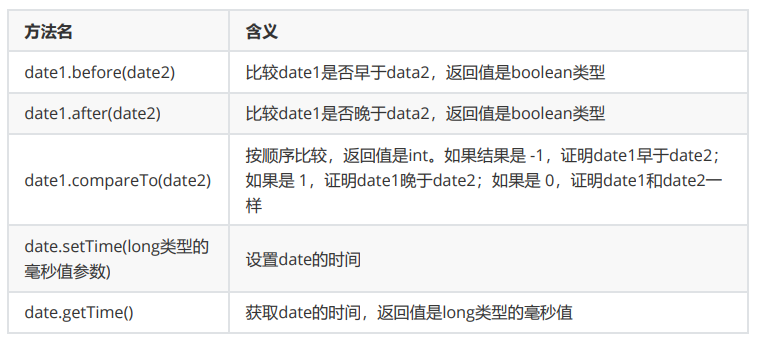 方法名 含义
date1.before(date2) 比较date1是否早于data2，返回值是boolean类型
date1.after(date2) 比较date1是否晚于data2，返回值是boolean类型
date1.compareTo(date2) 按顺序比较，返回值是int。如果结果是 -1，证明date1早于date2；
如果是 1，证明date1晚于date2；如果是 0，证明date1和date2一
样
date.setTime(long类型的
毫秒值参数) 设置date的时间
date.getTime() 获取date的时间，返回值是long类型的毫秒值